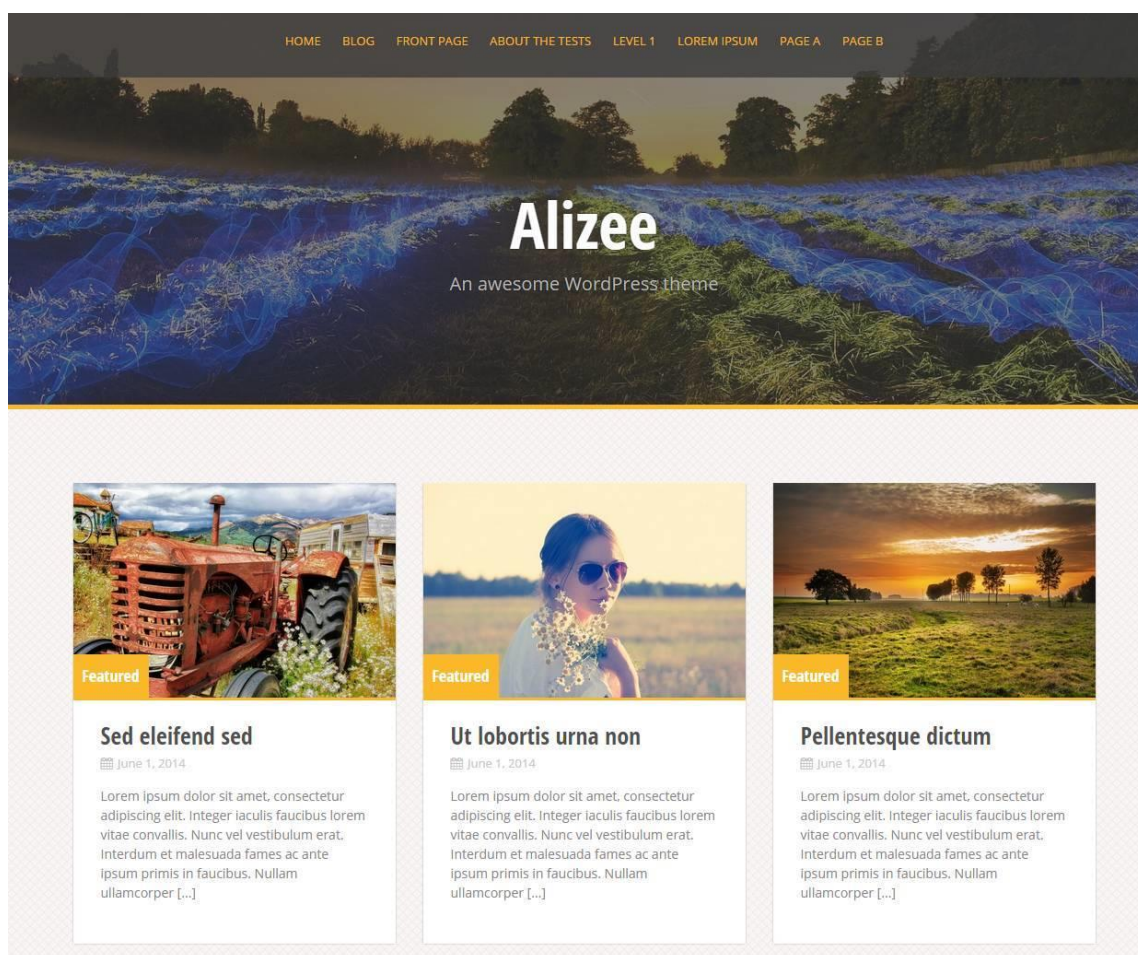 HOME BLOG FRONT PAGE ABOUT THE TESTS LEVEL 1 LOREM IPSUM PAGE A PAGE B
Alizee
An awesome WordPress theme
Featured
Sed eleifend sed
June 1, 2014
Lorem ipsum dolor sit amet, consectetur
adipiscing elit. Integer iaculis faucibus lorem
vitae convallis. Nunc vel vestibulum erat.
Interdum et malesuada fames ac ante
ipsum primis in faucibus. Nullam
ullamcorper [...]
Featured
Ut lobortis urna non
June 1, 2014
Lorem ipsum dolor sit amet, consectetur
adipiscing elit. Integer iaculis faucibus lorem
vitae convallis. Nunc vel vestibulum erat.
Interdum et malesuada fames ac ante
ipsum primis in faucibus. Nullam
ullamcorper [...]
Featured
Pellentesque dictum
June 1, 2014
Lorem ipsum dolor sit amet, consectetur
adipiscing elit. Integer iaculis faucibus lorem
vitae convallis. Nunc vel vestibulum erat.
Interdum et malesuada fames ac ante
ipsum primis in faucibus. Nullam
ullamcorper [...]